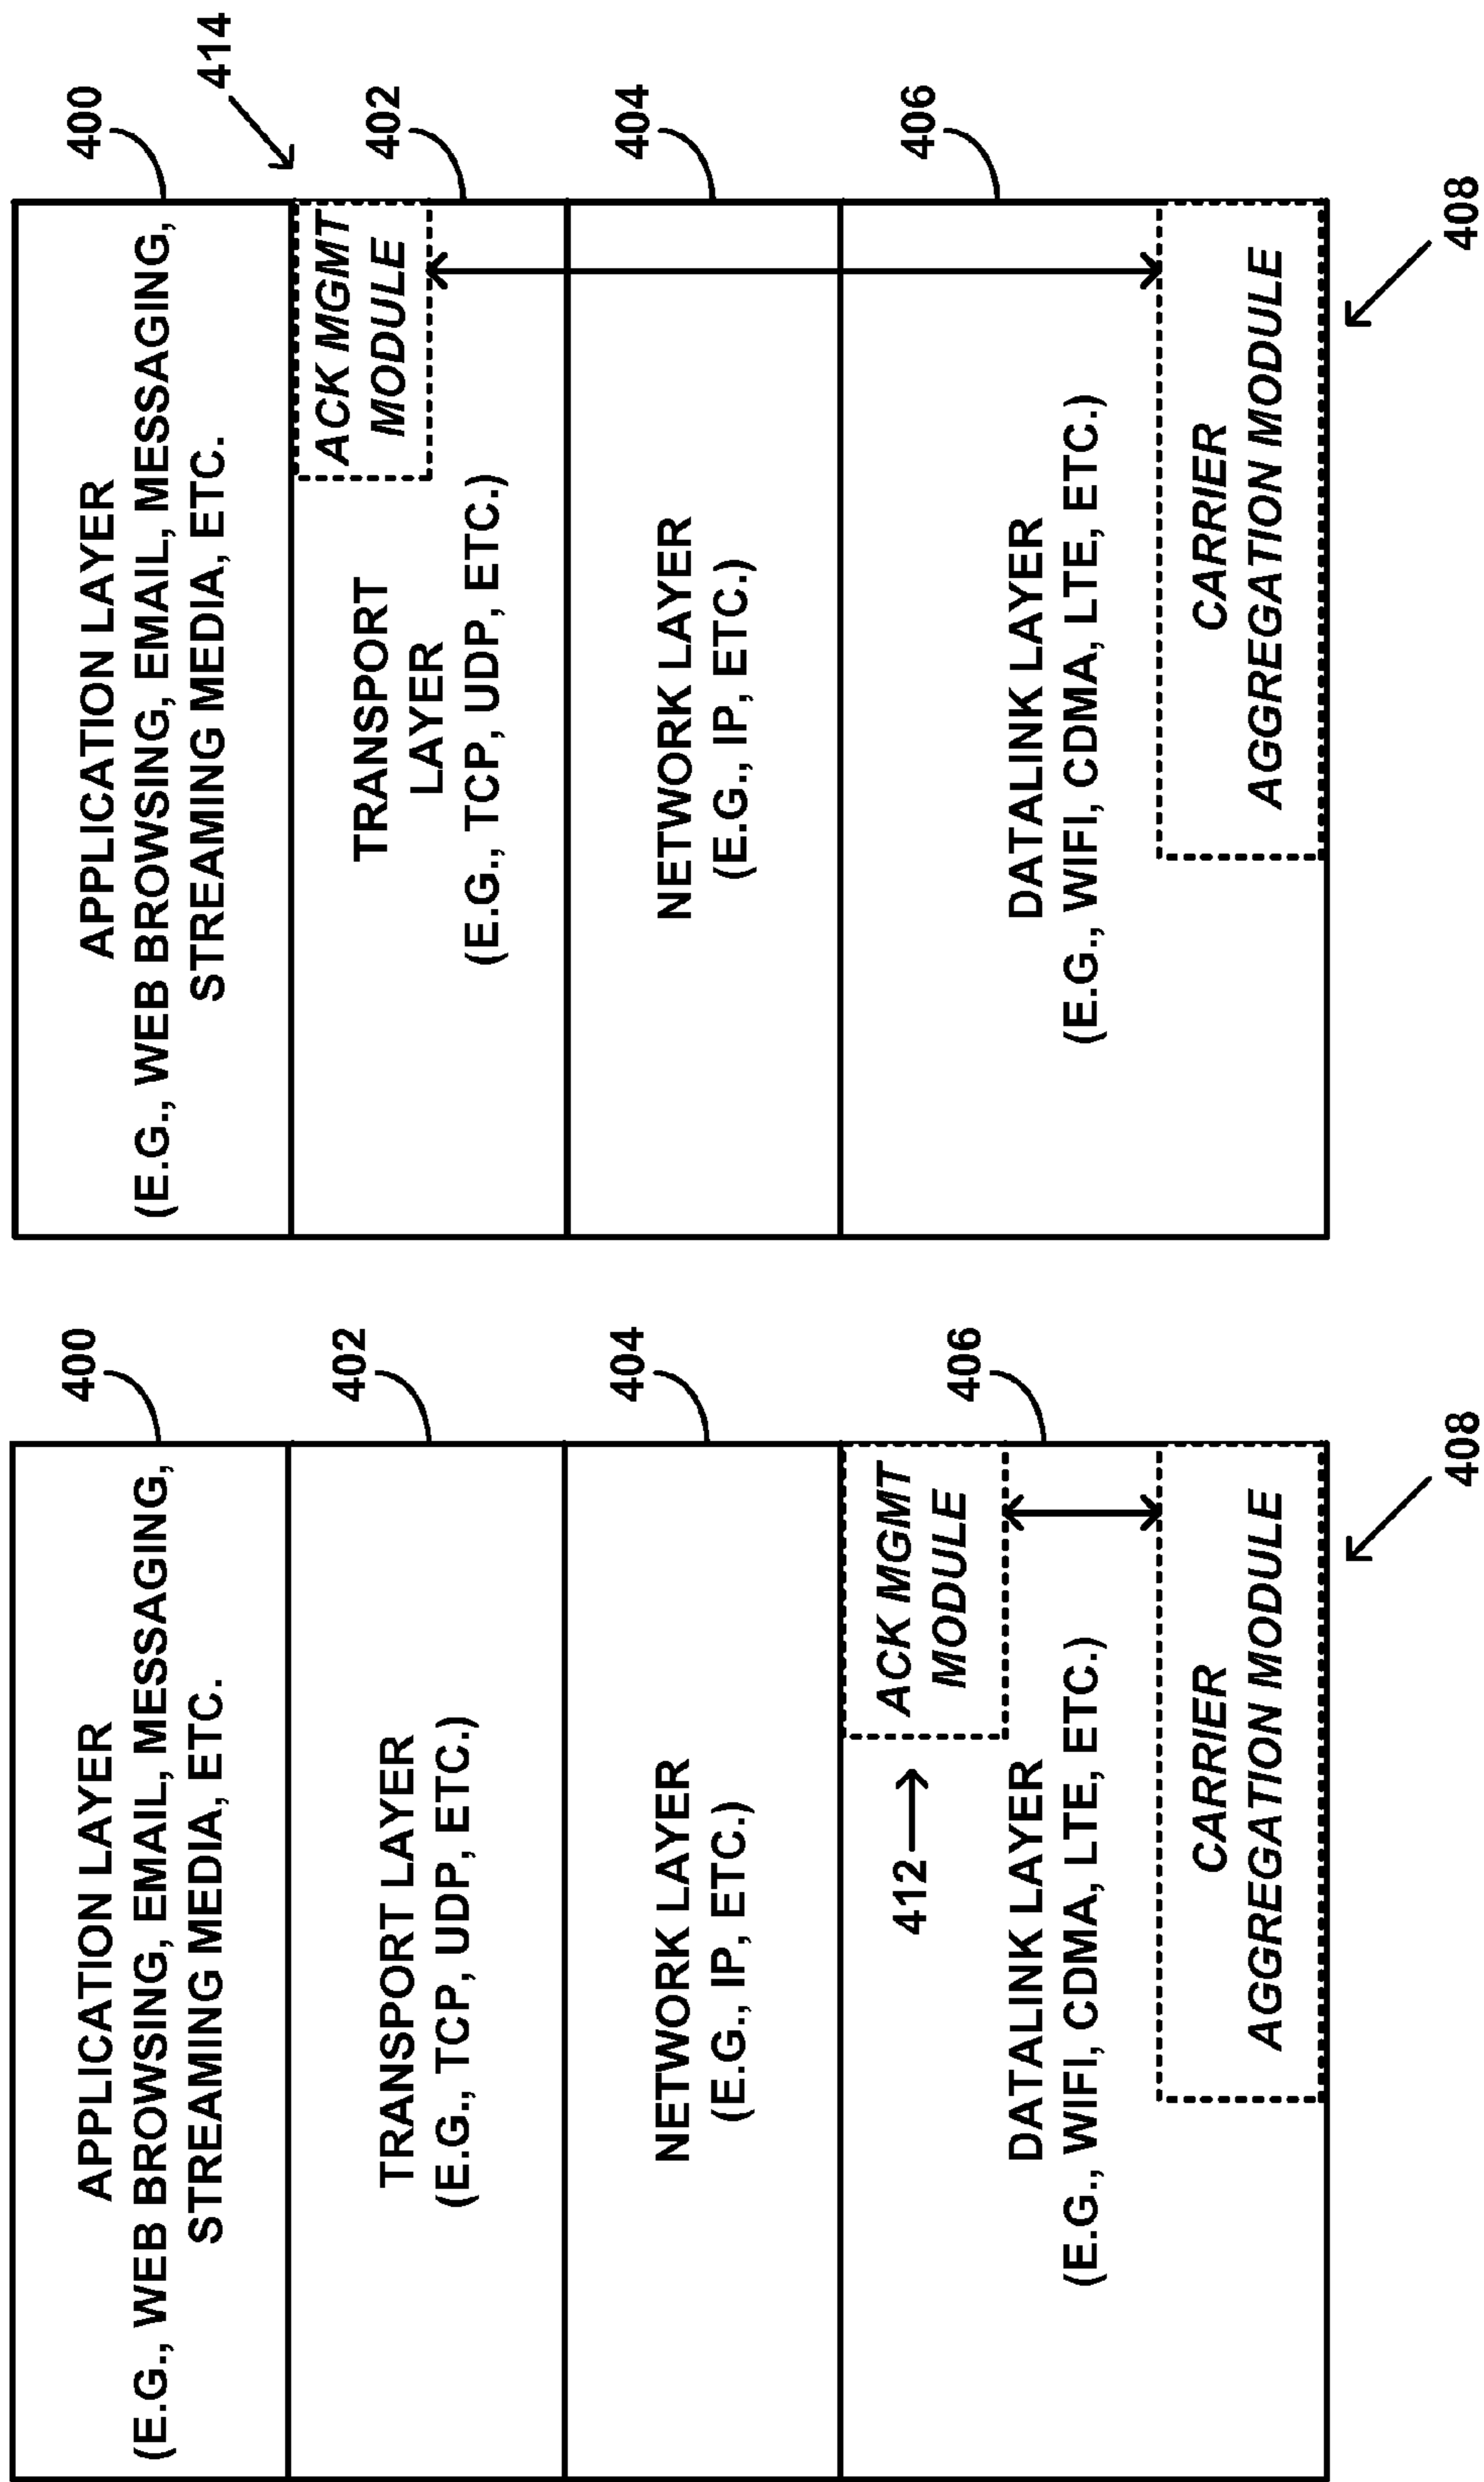 APPLICATION LAYER
(E.G., WEB BROWSING, EMAIL, MESSAGING,
STREAMING MEDIA, ETC.
400
TRANSPORT LAYER
(E.G., TCP, UDP, ETC.)
402
NETWORK LAYER
(E.G., IP, ETC.)
404
412
ACK MGMT
MODULE
DATALINK LAYER
(E.G., WIFI, CDMA, LTE, ETC.)
406
CARRIER
AGGREGATION MODULE
408
APPLICATION LAYER
(E.G., WEB BROWSING, EMAIL, MESSAGING,
STREAMING MEDIA, ETC.
400
414
ACK MGMT
MODULE
TRANSPORT
LAYER
(E.G., TCP, UDP, ETC.)
402
NETWORK LAYER
(E.G., IP, ETC.)
404
DATALINK LAYER
(E.G., WIFI, CDMA, LTE, ETC.)
406
CARRIER
AGGREGATION MODULE
408